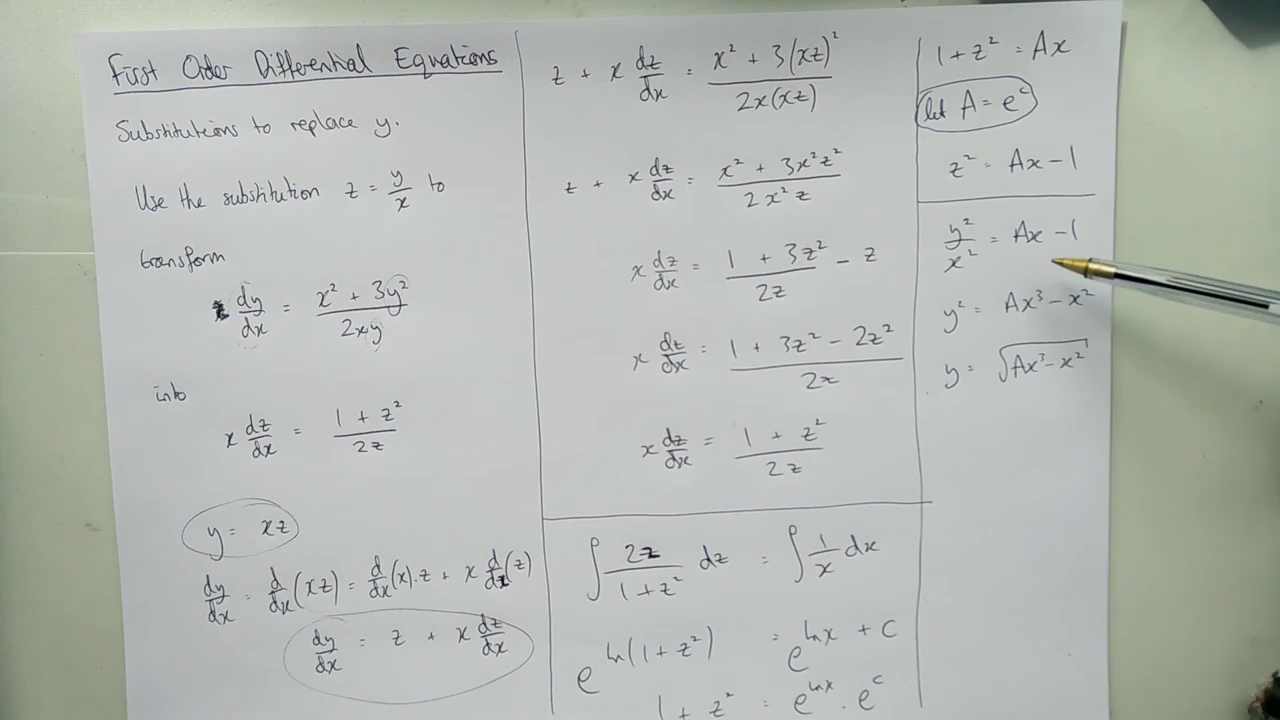 First Order Differential Equations
Substitutions to replace y.
Use the substitution z = y/x to
transform
dy/dx = (x² + 3y²)/(2xy)
into
x dz/dx = (1 + z²)/(2z)
y = xz
dy/dx = d/dx(xz) = d/dx(x).z + x d/dx(z)
dy/dx = z + x dz/dx
z + x dz/dx = (x² + 3(xz)²)/(2x(xz))
z + x dz/dx = (x² + 3x²z²)/(2x²z)
x dz/dx = (1 + 3z²)/(2z) - z
x dz/dx = (1 + 3z² - 2z²)/(2x)
x dz/dx = (1 + z²)/(2z)
∫ 2z/(1+z²) dz = ∫ 1/x dx
e^(ln(1+z²)) = e^(lnx + c)
1 + z² = e^(lnx) . e^c
1 + z² = Ax
let A = e^c
z² = Ax - 1
y²/x² = Ax - 1
y² = Ax³ - x²
y = √(Ax³ - x²)